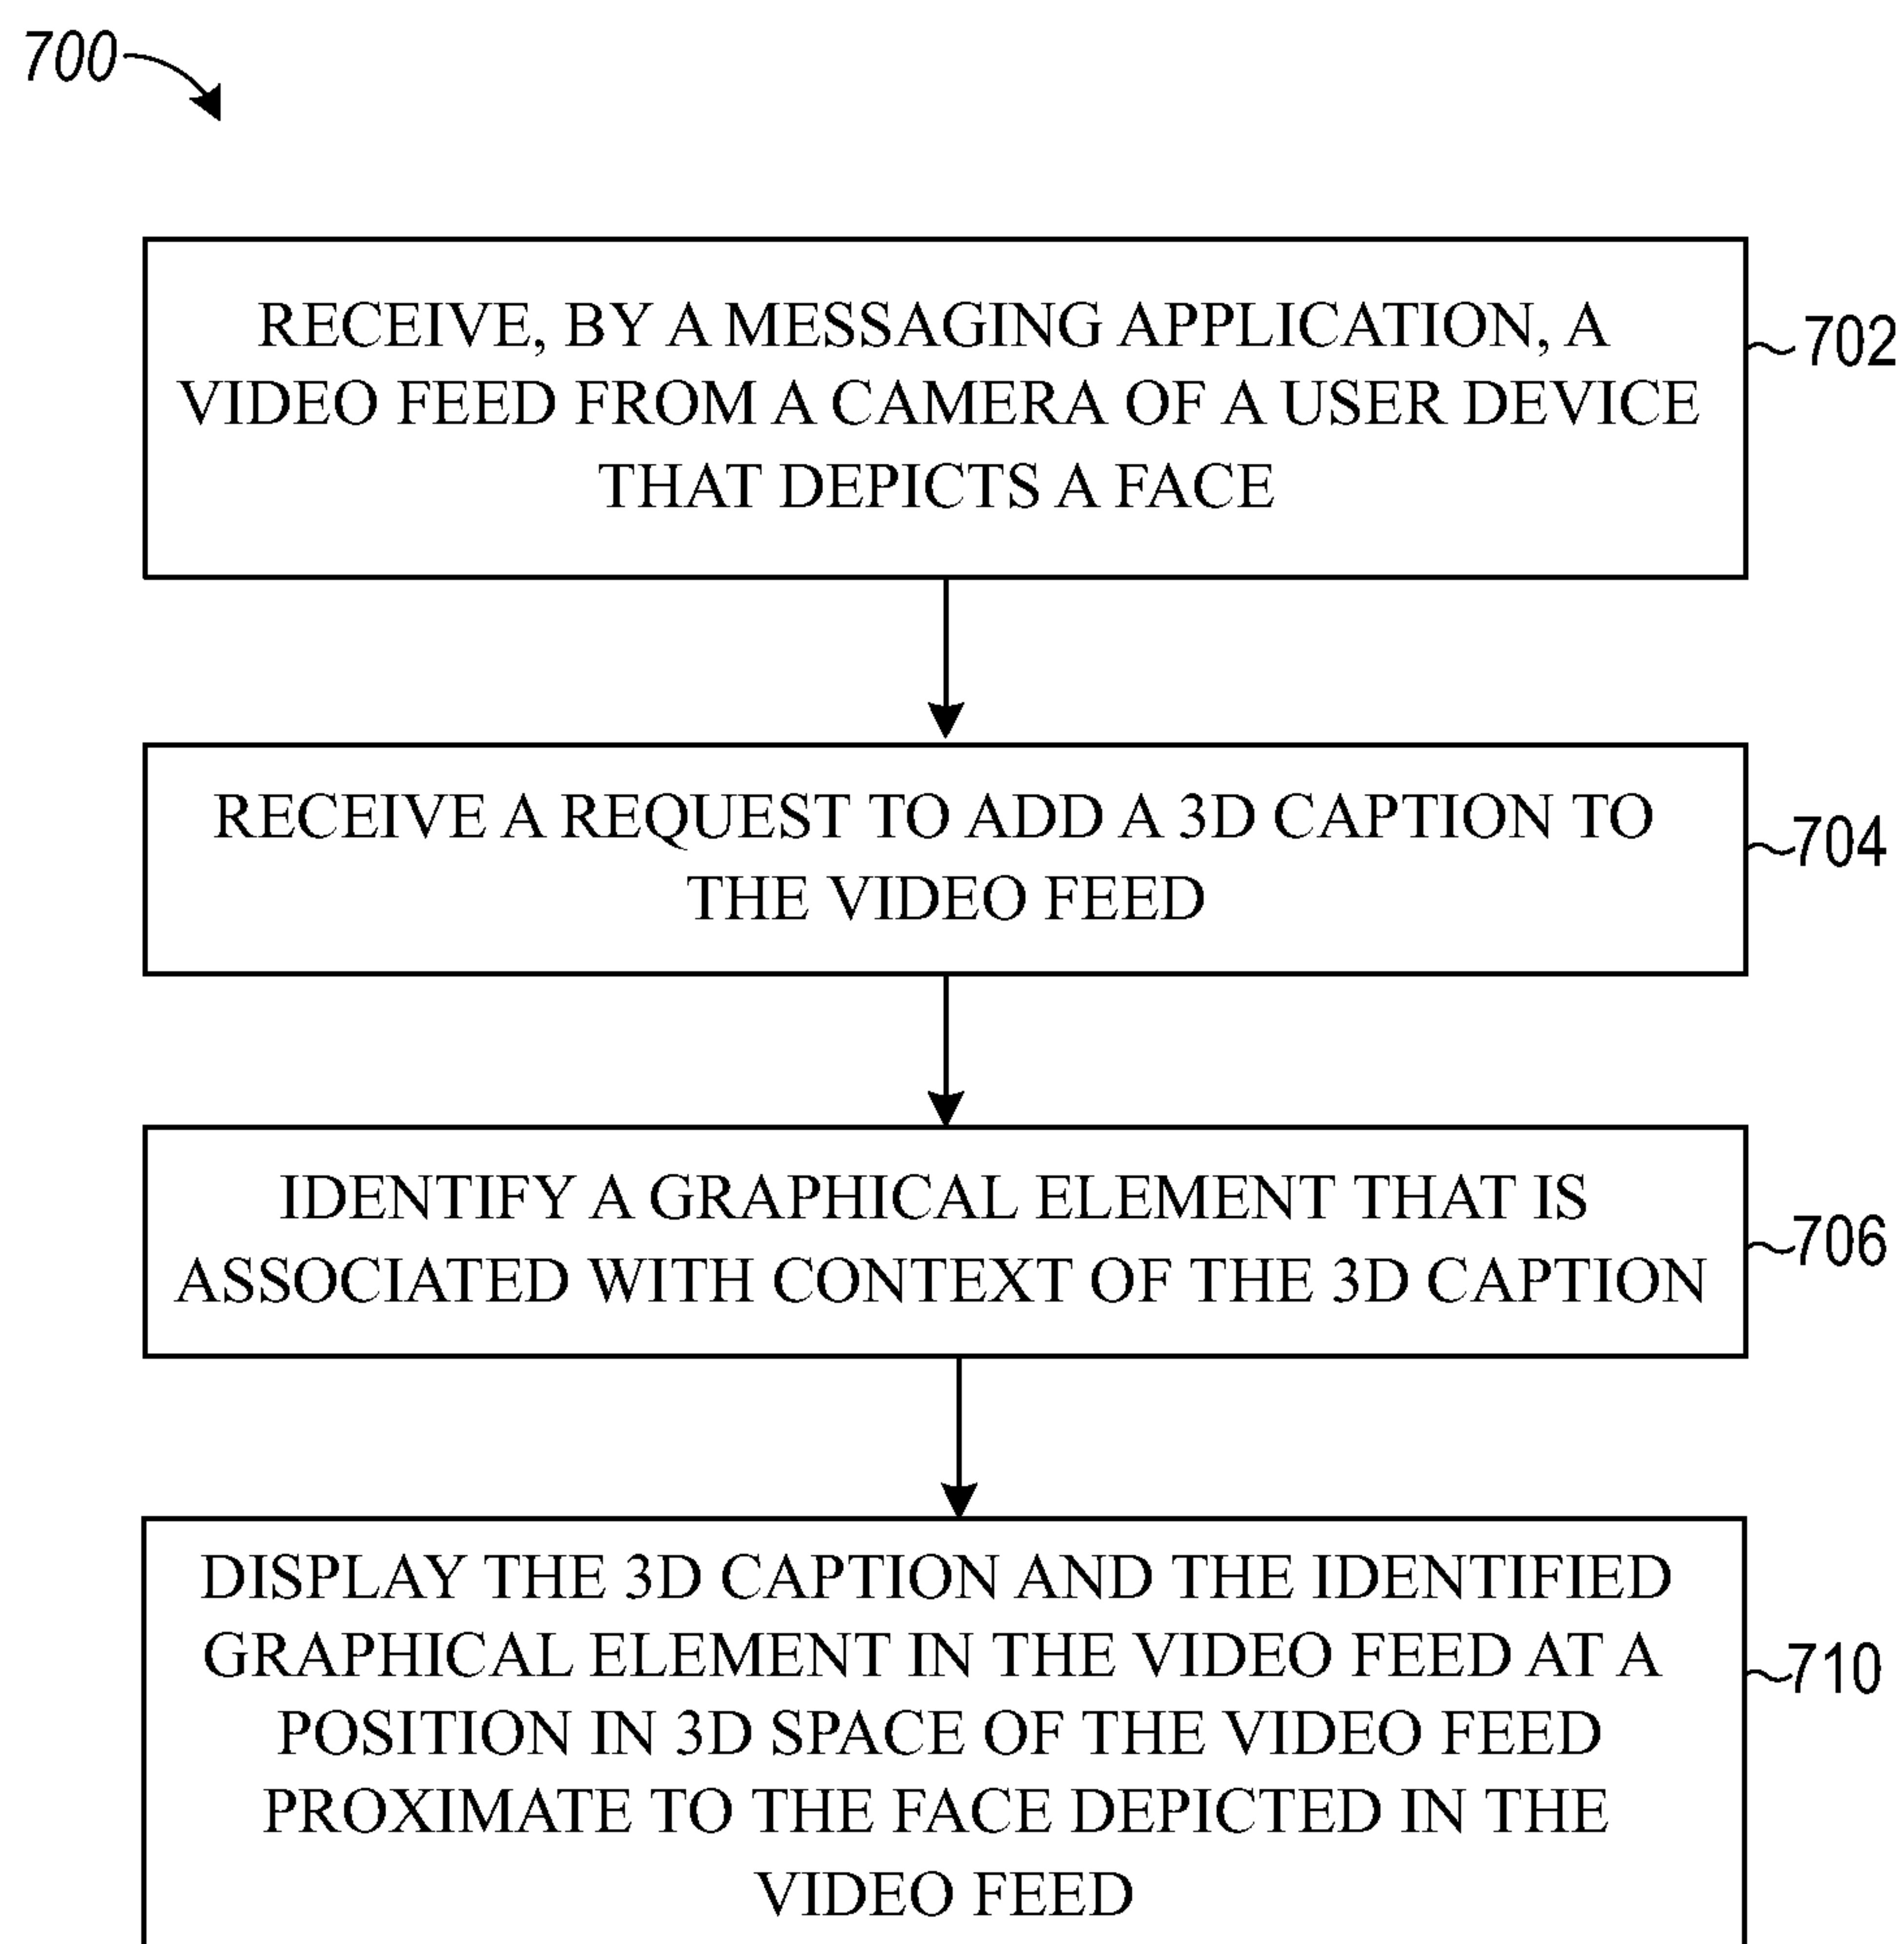 700
RECEIVE, BY A MESSAGING APPLICATION, A
VIDEO FEED FROM A CAMERA OF A USER DEVICE
THAT DEPICTS A FACE
702
RECEIVE A REQUEST TO ADD A 3D CAPTION TO
THE VIDEO FEED
704
IDENTIFY A GRAPHICAL ELEMENT THAT IS
ASSOCIATED WITH CONTEXT OF THE 3D CAPTION
706
DISPLAY THE 3D CAPTION AND THE IDENTIFIED
GRAPHICAL ELEMENT IN THE VIDEO FEED AT A
POSITION IN 3D SPACE OF THE VIDEO FEED
PROXIMATE TO THE FACE DEPICTED IN THE
VIDEO FEED
710